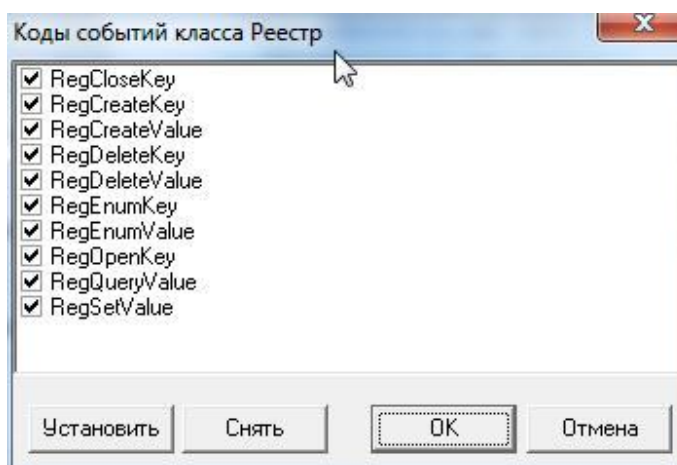 Коды событий класса Реестр
RegCloseKey
RegCreateKey
RegCreateValue
RegDeleteKey
RegDeleteValue
RegEnumKey
RegEnumValue
RegOpenKey
RegQueryValue
RegSetValue
Установить Снять OK Отмена